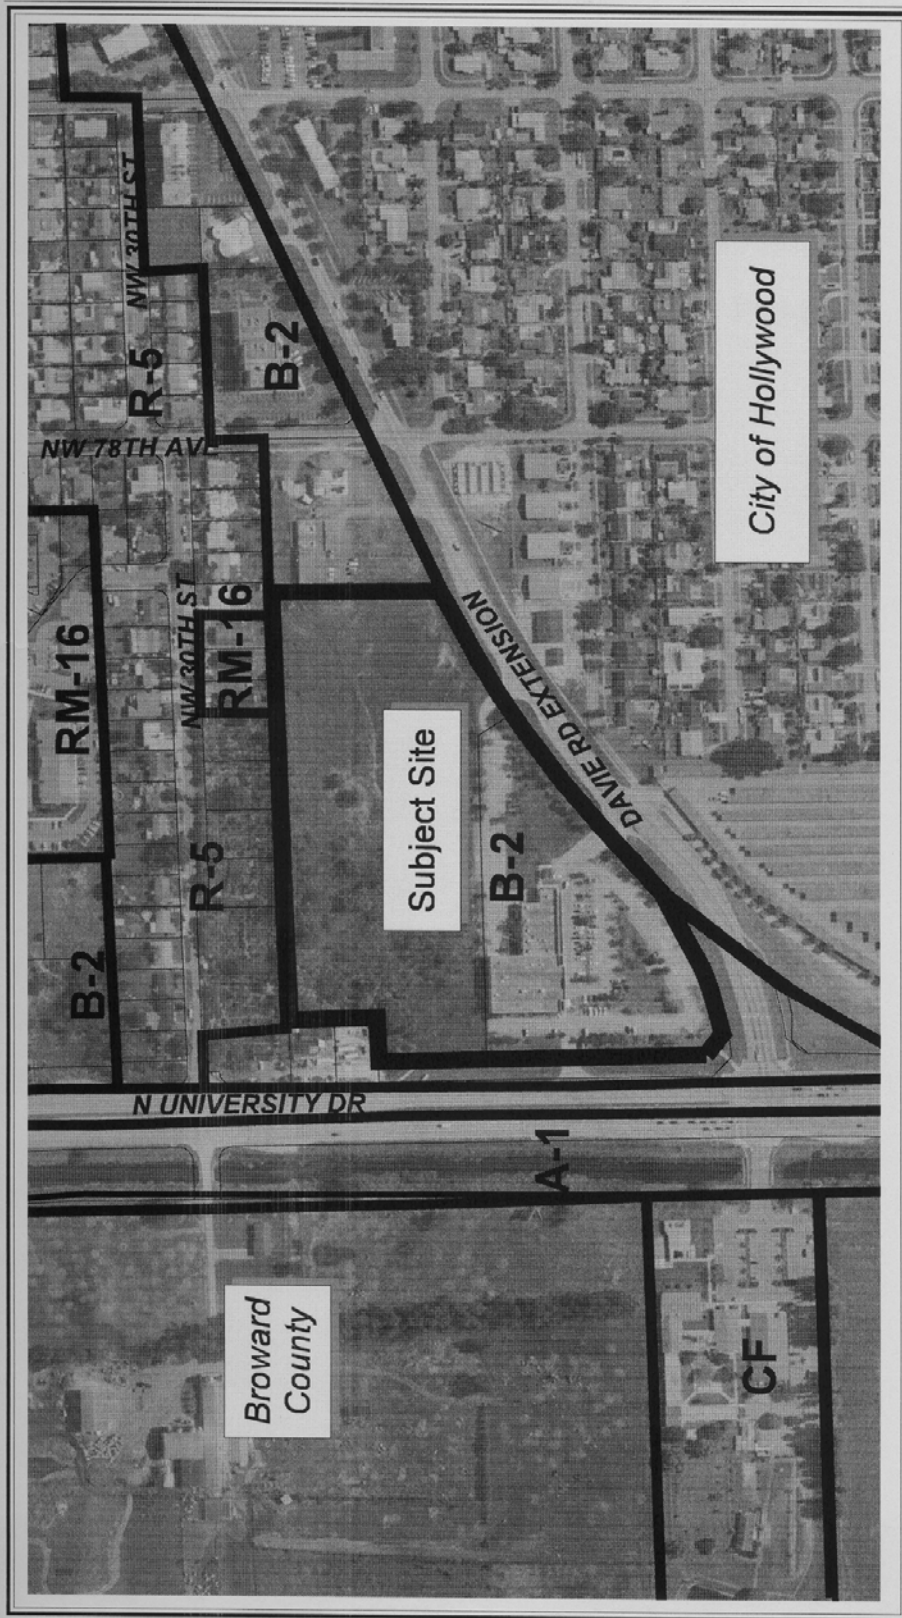 B-2
RM-16
NW 30TH ST
R-5
NW 78TH AVE
R-5
RM-16
NW 30TH ST
B-2
N UNIVERSITY DR
Subject Site
B-2
DAVIE RD EXTENSION
A-1
Broward
County
CF
City of Hollywood